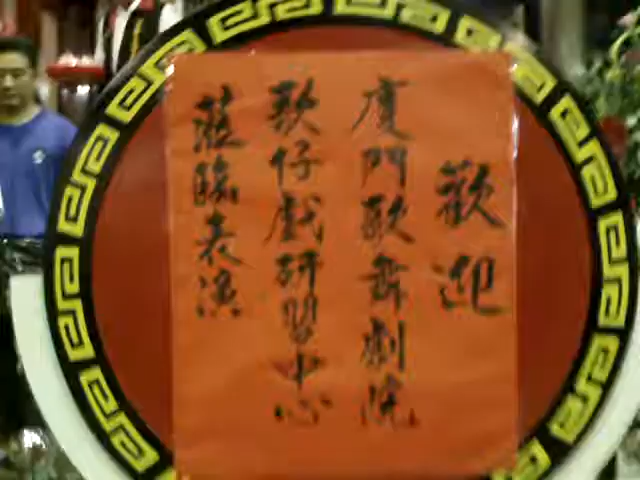 歡迎
廈門歌舞劇院
歌仔戲研習中心
蒞臨表演